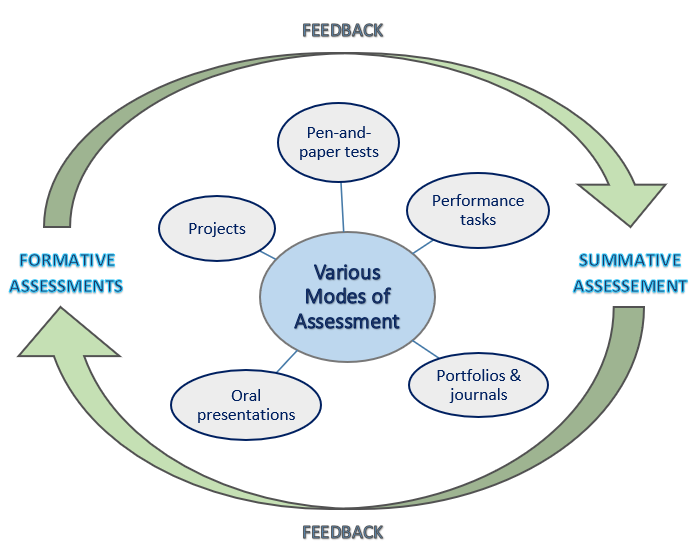 FEEDBACK
Pen-and-
paper tests
Performance
tasks
Projects
FORMATIVE
ASSESSMENTS
Various
Modes of
Assessment
SUMMATIVE
ASSESSEMENT
Oral
presentations
Portfolios &
journals
FEEDBACK